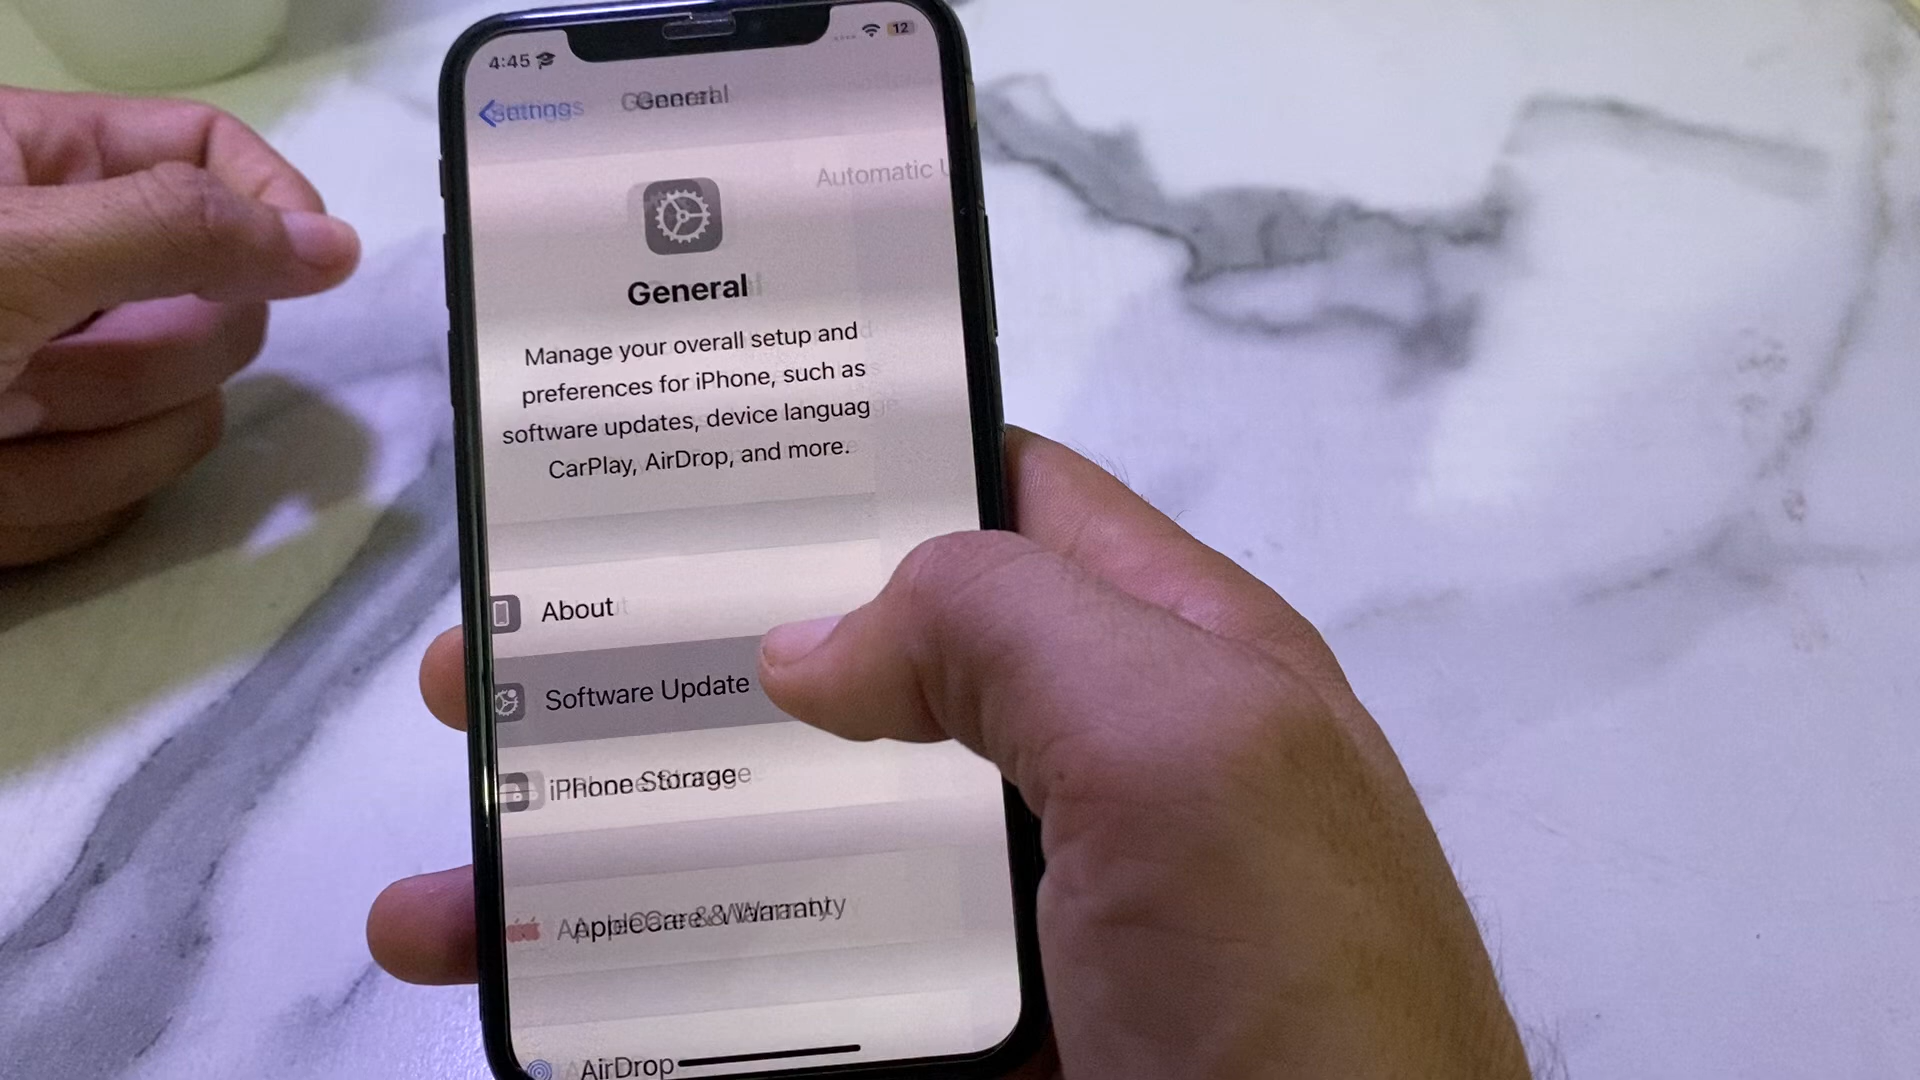 4:45
12
Settings
General
Automatic U
General
Manage your overall setup and
preferences for iPhone, such as
software updates, device languag
CarPlay, AirDrop, and more.
About
Software Update
iPhone Storage
AppleCare & Warranty
AirDrop